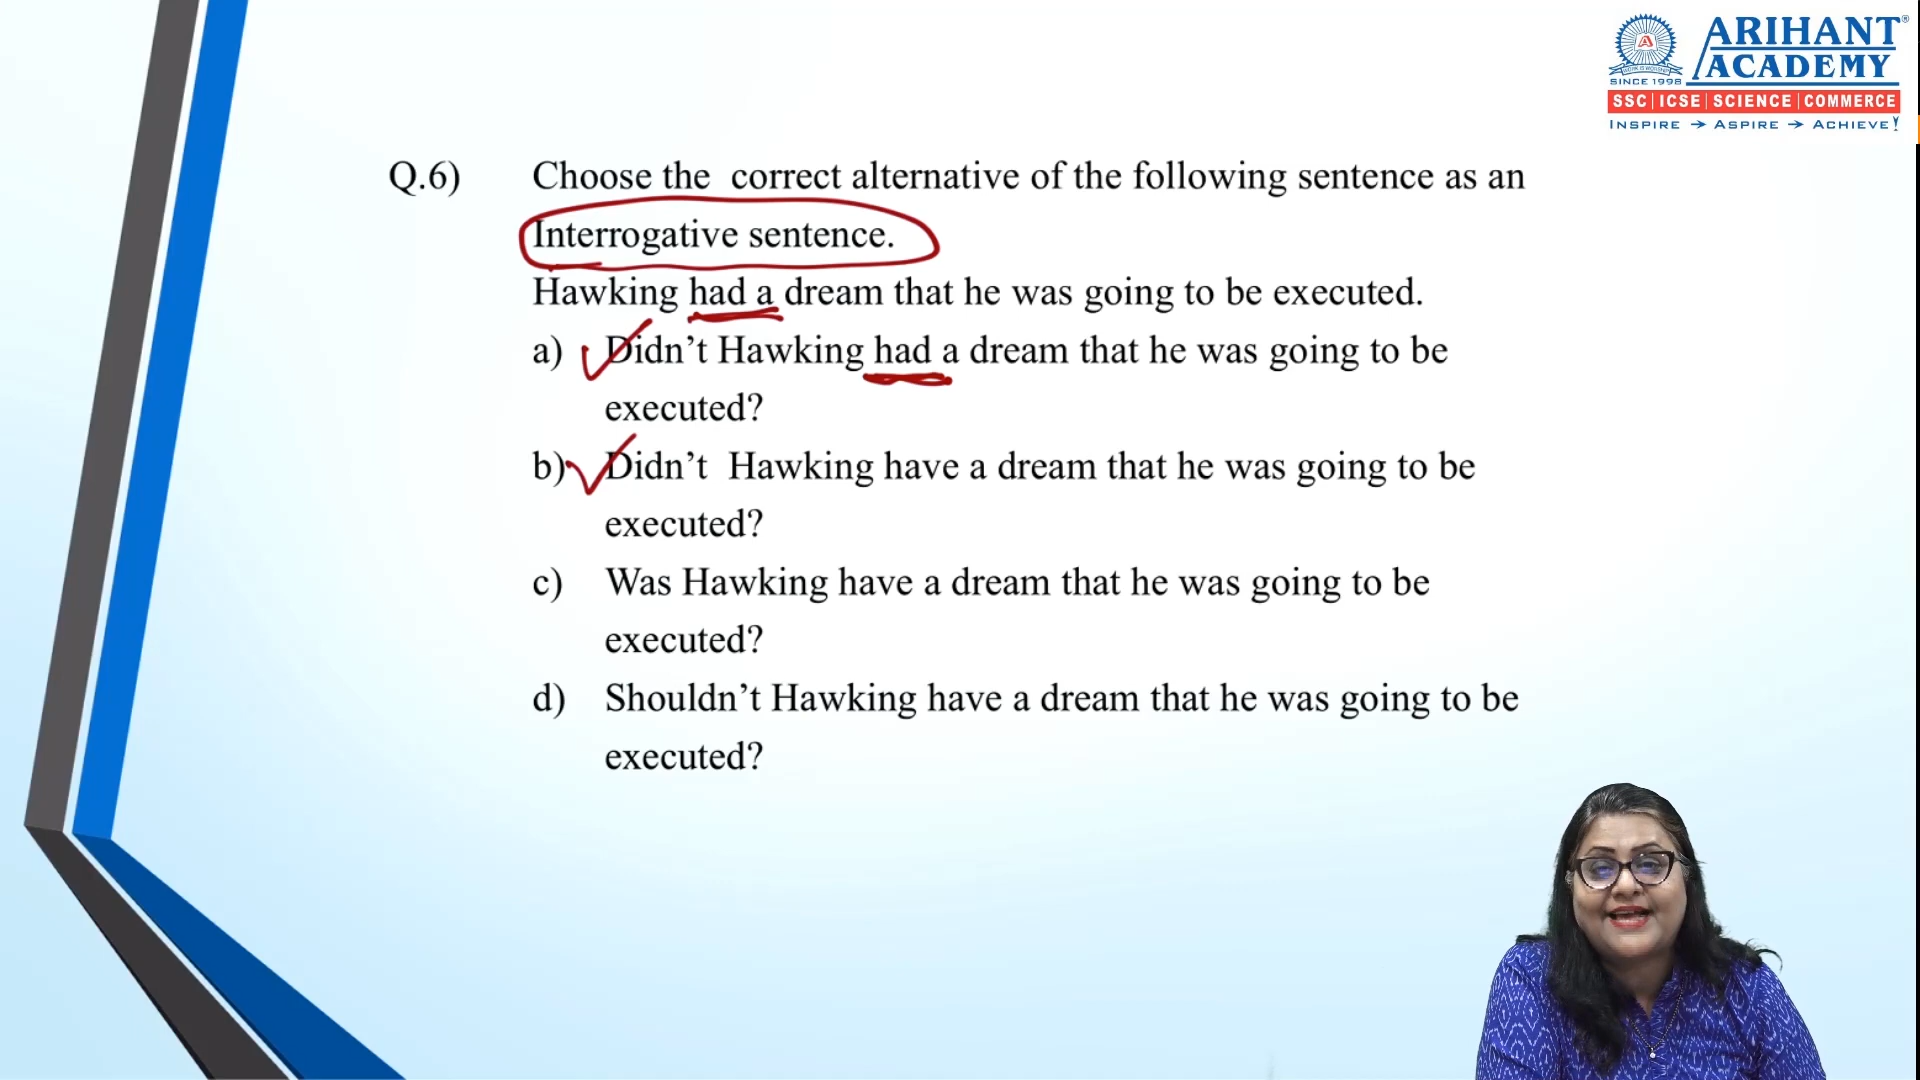 ARIHANT®
ACADEMY
SINCE 1998
SSC | ICSE | SCIENCE | COMMERCE
INSPIRE → ASPIRE → ACHIEVE!
Q.6) Choose the correct alternative of the following sentence as an
Interrogative sentence.
Hawking had a dream that he was going to be executed.
a) Didn’t Hawking had a dream that he was going to be
executed?
b) Didn’t Hawking have a dream that he was going to be
executed?
c) Was Hawking have a dream that he was going to be
executed?
d) Shouldn’t Hawking have a dream that he was going to be
executed?